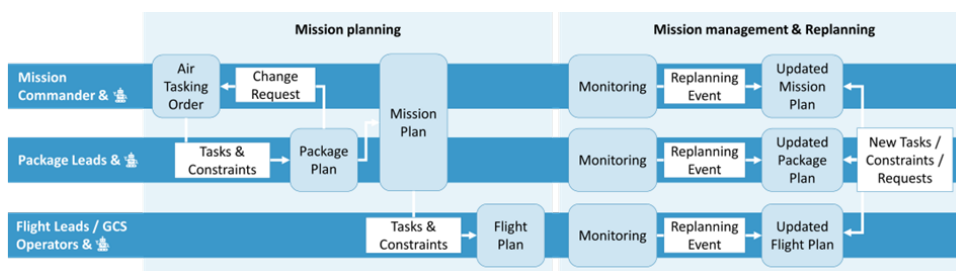 Mission planning
Mission management & Replanning
Mission
Commander &
Air
Tasking
Order
Change
Request
Mission
Plan
Monitoring
Replanning
Event
Updated
Mission
Plan
Package Leads &
Tasks &
Constraints
Package
Plan
Monitoring
Replanning
Event
Updated
Package
Plan
New Tasks /
Constraints /
Requests
Flight Leads / GCS
Operators &
Tasks &
Constraints
Flight
Plan
Monitoring
Replanning
Event
Updated
Flight Plan